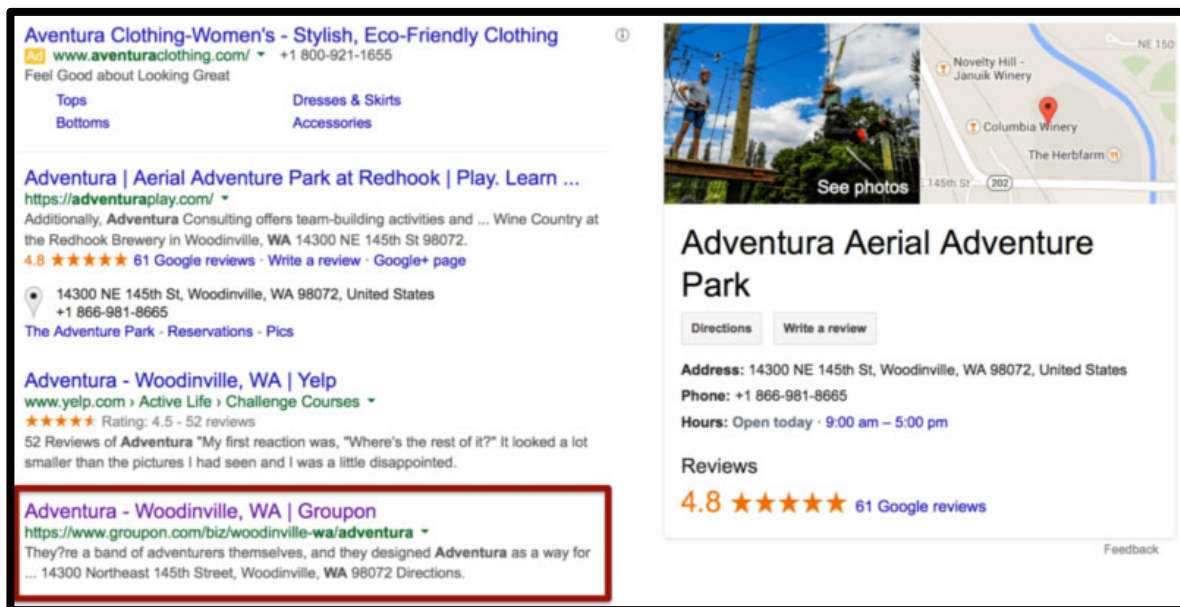 Aventura Clothing-Women's - Stylish, Eco-Friendly Clothing
Ad www.aventuraclothing.com/ +1 800-921-1655
Feel Good about Looking Great
Tops Dresses & Skirts
Bottoms Accessories
Adventura | Aerial Adventure Park at Redhook | Play. Learn ...
https://adventuraplay.com/
Additionally, Adventura Consulting offers team-building activities and ... Wine Country at
the Redhook Brewery in Woodinville, WA 14300 NE 145th St 98072.
4.8 ★★★★★ 61 Google reviews · Write a review · Google+ page
14300 NE 145th St, Woodinville, WA 98072, United States
+1 866-981-8665
The Adventure Park - Reservations - Pics
Adventura - Woodinville, WA | Yelp
www.yelp.com › Active Life › Challenge Courses
Rating: 4.5 - 52 reviews
52 Reviews of Adventura "My first reaction was, "Where's the rest of it?" It looked a lot
smaller than the pictures I had seen and I was a little disappointed.
Adventura - Woodinville, WA | Groupon
https://www.groupon.com/biz/woodinville-wa/adventura
They?re a band of adventurers themselves, and they designed Adventura as a way for
... 14300 Northeast 145th Street, Woodinville, WA 98072 Directions.
See photos
NE 150
Novelty Hill -
Januik Winery
Columbia Winery
The Herbfarm
145th St 202
Adventura Aerial Adventure
Park
Directions Write a review
Address: 14300 NE 145th St, Woodinville, WA 98072, United States
Phone: +1 866-981-8665
Hours: Open today · 9:00 am – 5:00 pm
Reviews
4.8 ★★★★★ 61 Google reviews
Feedback